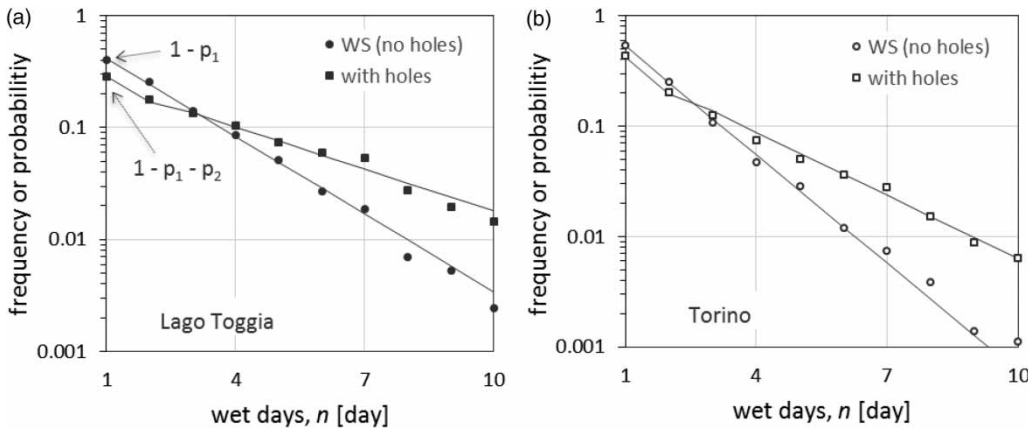 (a)
1
0.1
0.01
0.001
frequency or probabilitiy
WS (no holes)
with holes
1 - p₁
1 - p₁ - p₂
Lago Toggia
1 4 7 10
wet days, n [day]
(b)
1
0.1
0.01
0.001
frequency or probability
WS (no holes)
with holes
Torino
1 4 7 10
wet days, n [day]